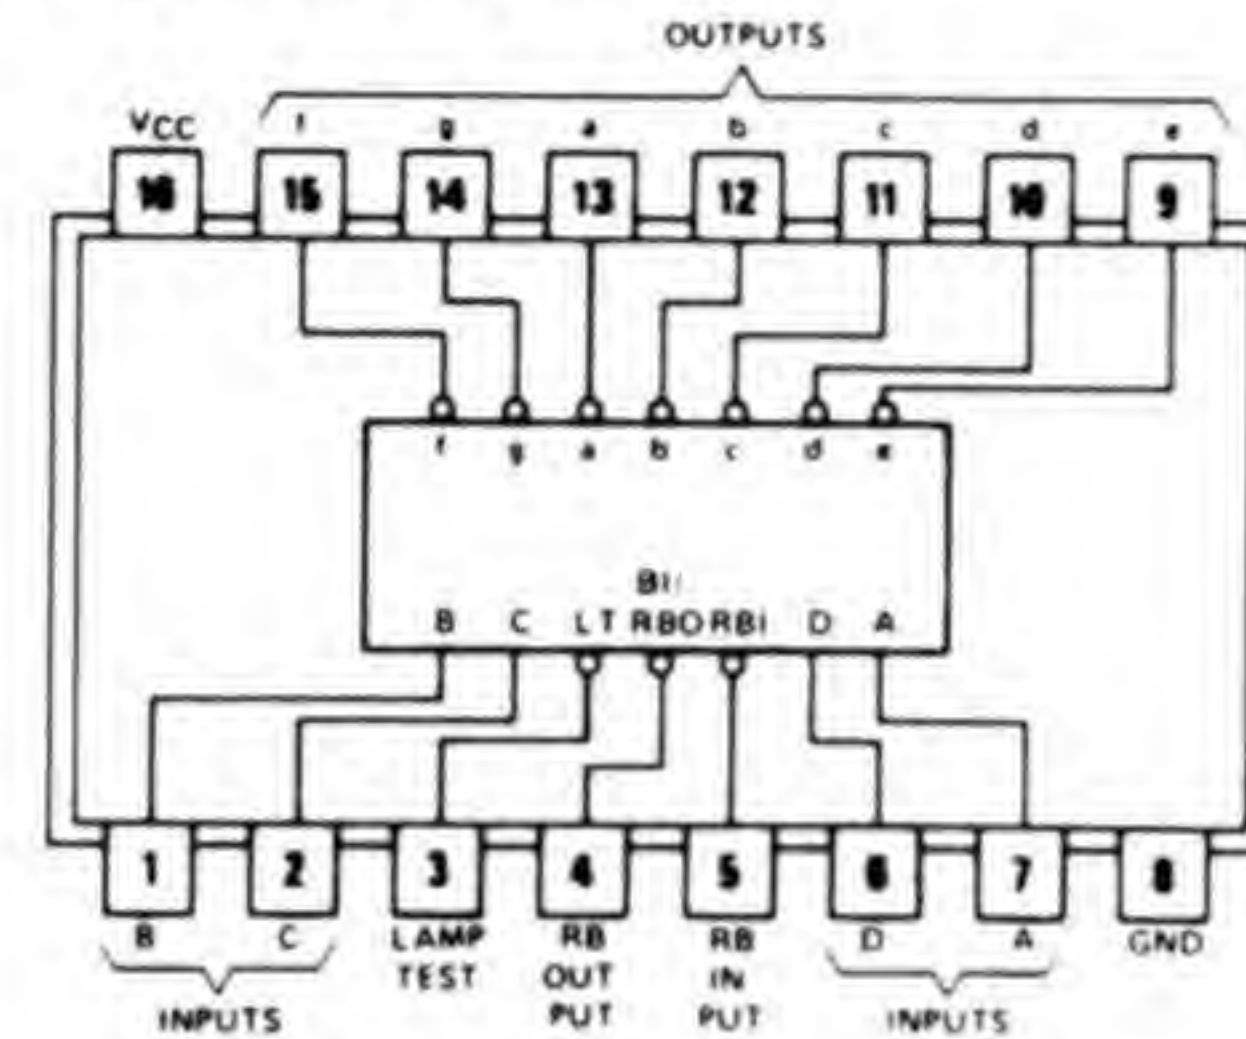 OUTPUTS
VCC f g a b c d e
16 15 14 13 12 11 10 9
f g a b c d e
BI/
B C LT RBO RBI D A
1 2 3 4 5 6 7 8
B C LAMP RB RB D A GND
TEST OUT IN
INPUTS PUT PUT INPUTS